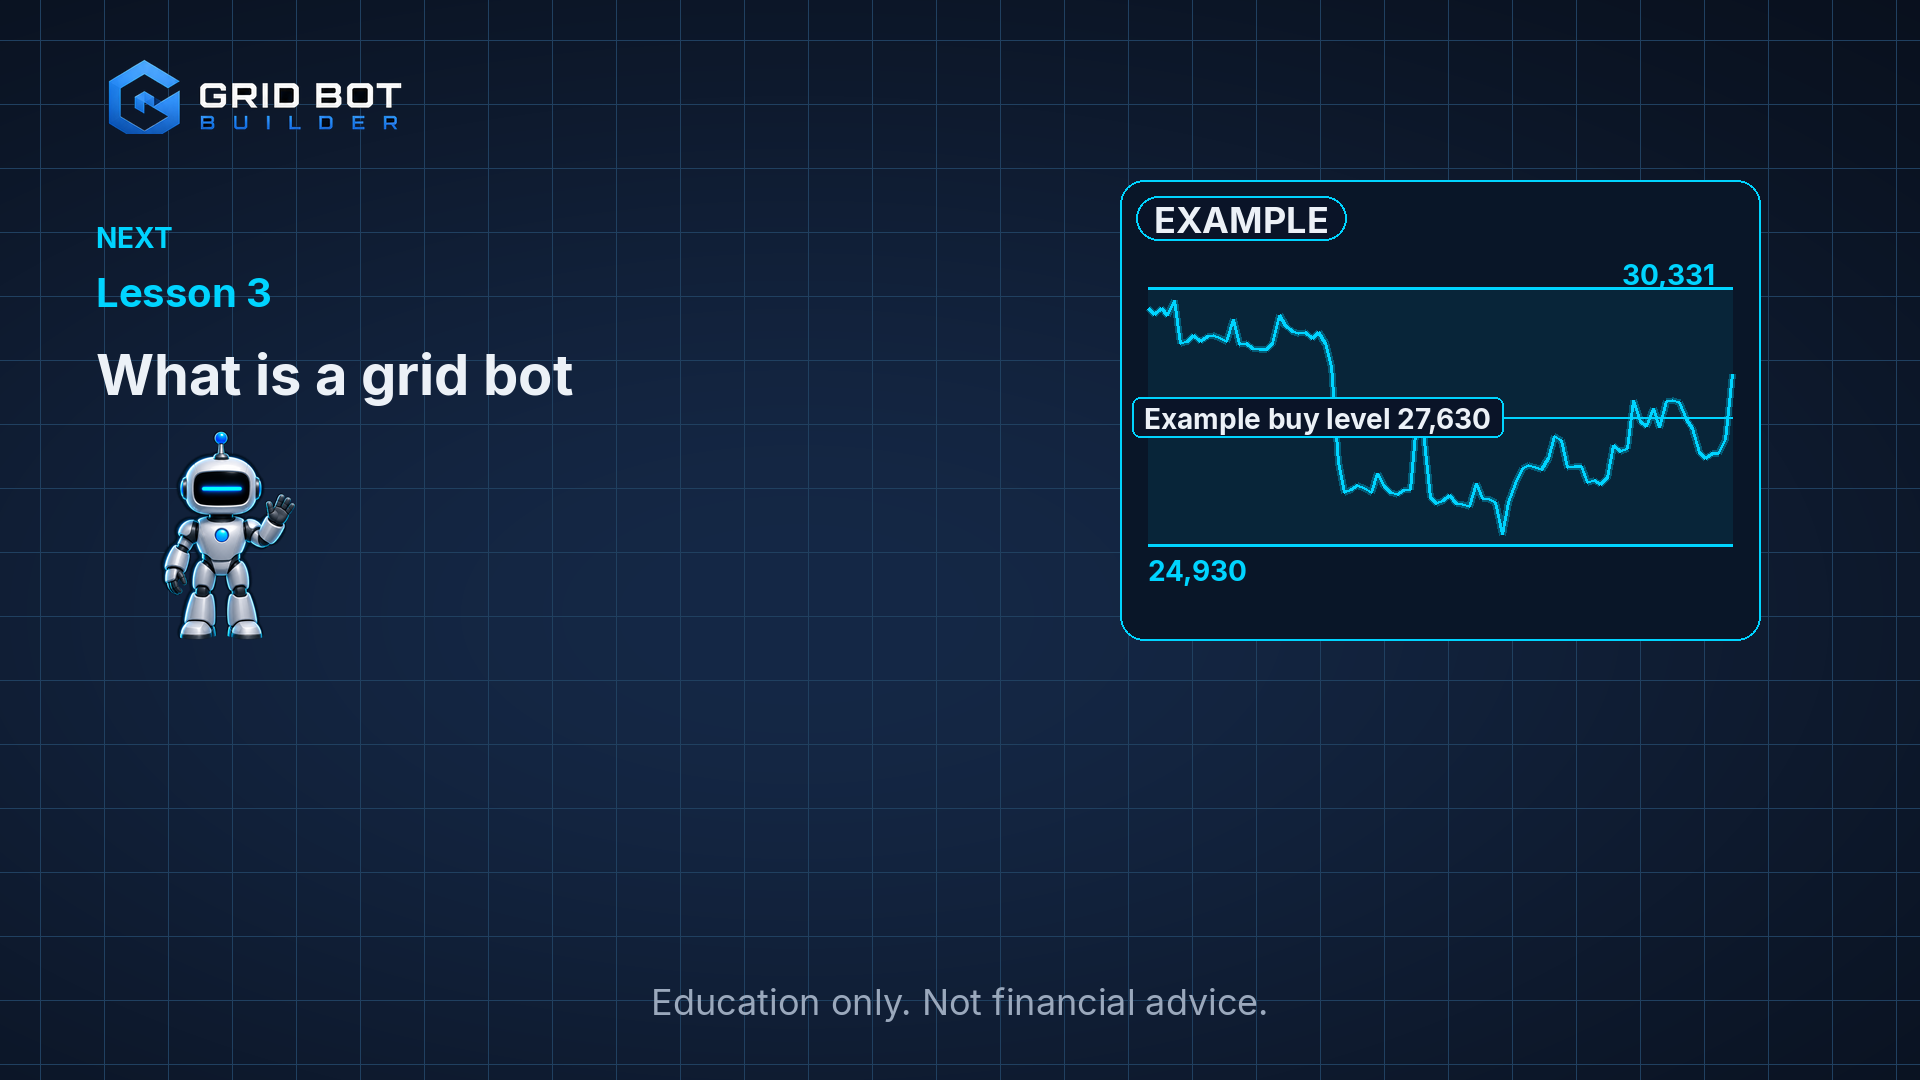 GRID BOT
BUILDER
NEXT
Lesson 3
What is a grid bot
EXAMPLE
30,331
Example buy level 27,630
24,930
Education only. Not financial advice.